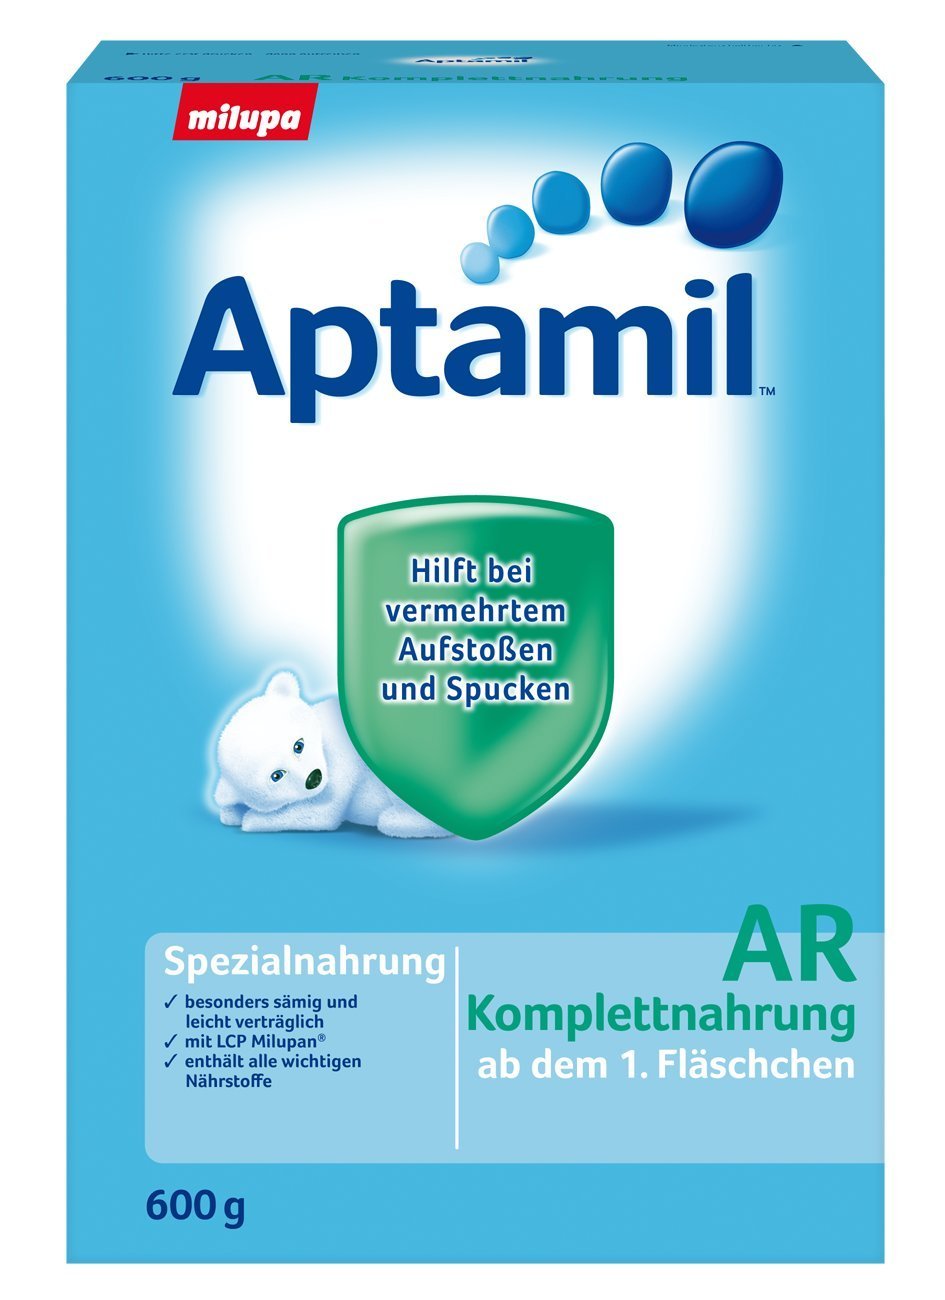 600 g
AR Komplettnahrung
Aptamil
milupa
Aptamil™
Hilft bei
vermehrtem
Aufstoßen
und Spucken
Spezialnahrung
✓ besonders sämig und
leicht verträglich
✓ mit LCP Milupan®
✓ enthält alle wichtigen
Nährstoffe
AR
Komplettnahrung
ab dem 1. Fläschchen
600 g